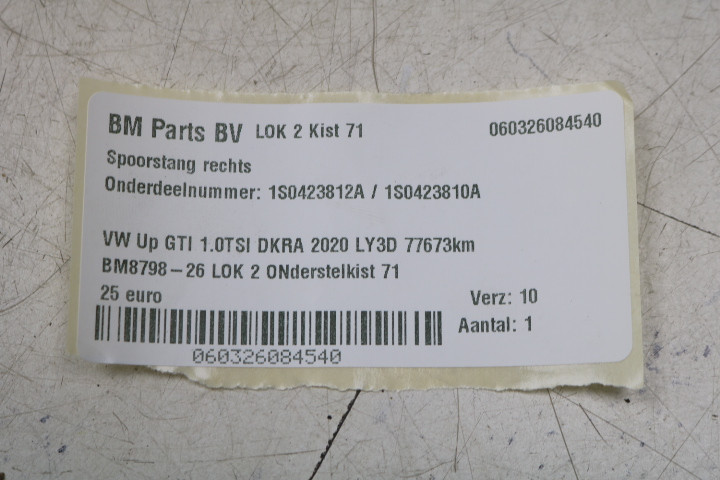 BM Parts BV LOK 2 Kist 71 060326084540
Spoorstang rechts
Onderdeelnummer: 1S0423812A / 1S0423810A
VW Up GTI 1.0TSI DKRA 2020 LY3D 77673km
BM8798-26 LOK 2 ONderstelkist 71
25 euro Verz: 10
Aantal: 1
060326084540